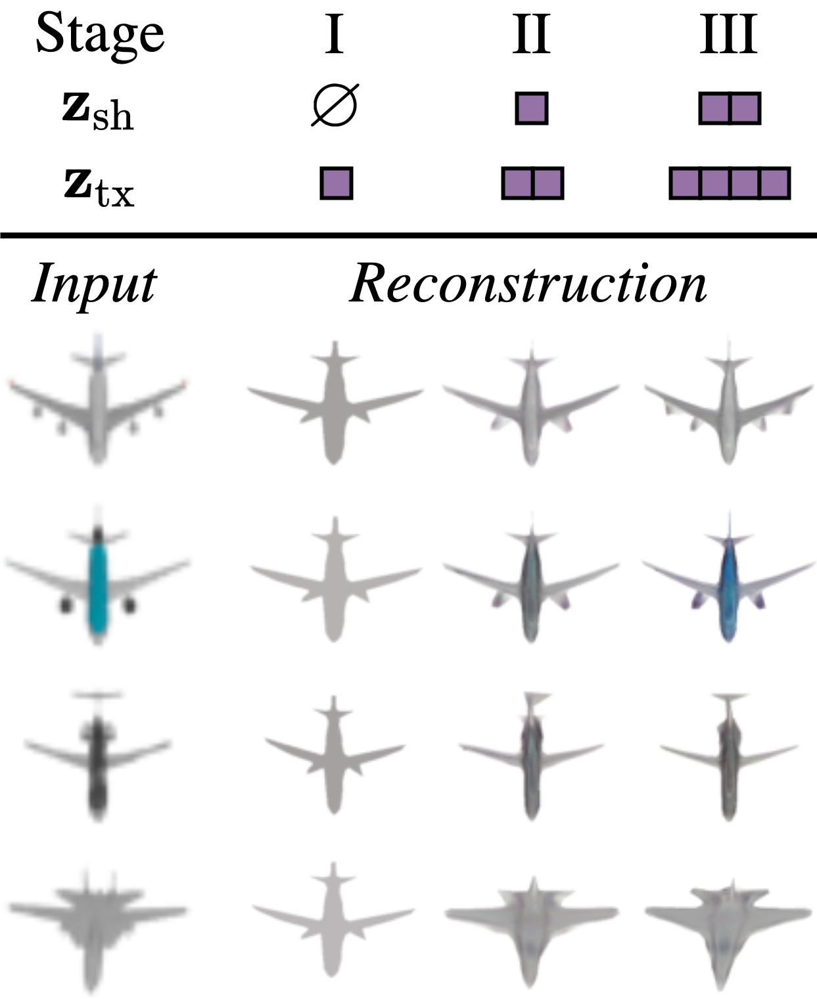 Stage I II III
z_sh ∅
z_tx
Input Reconstruction